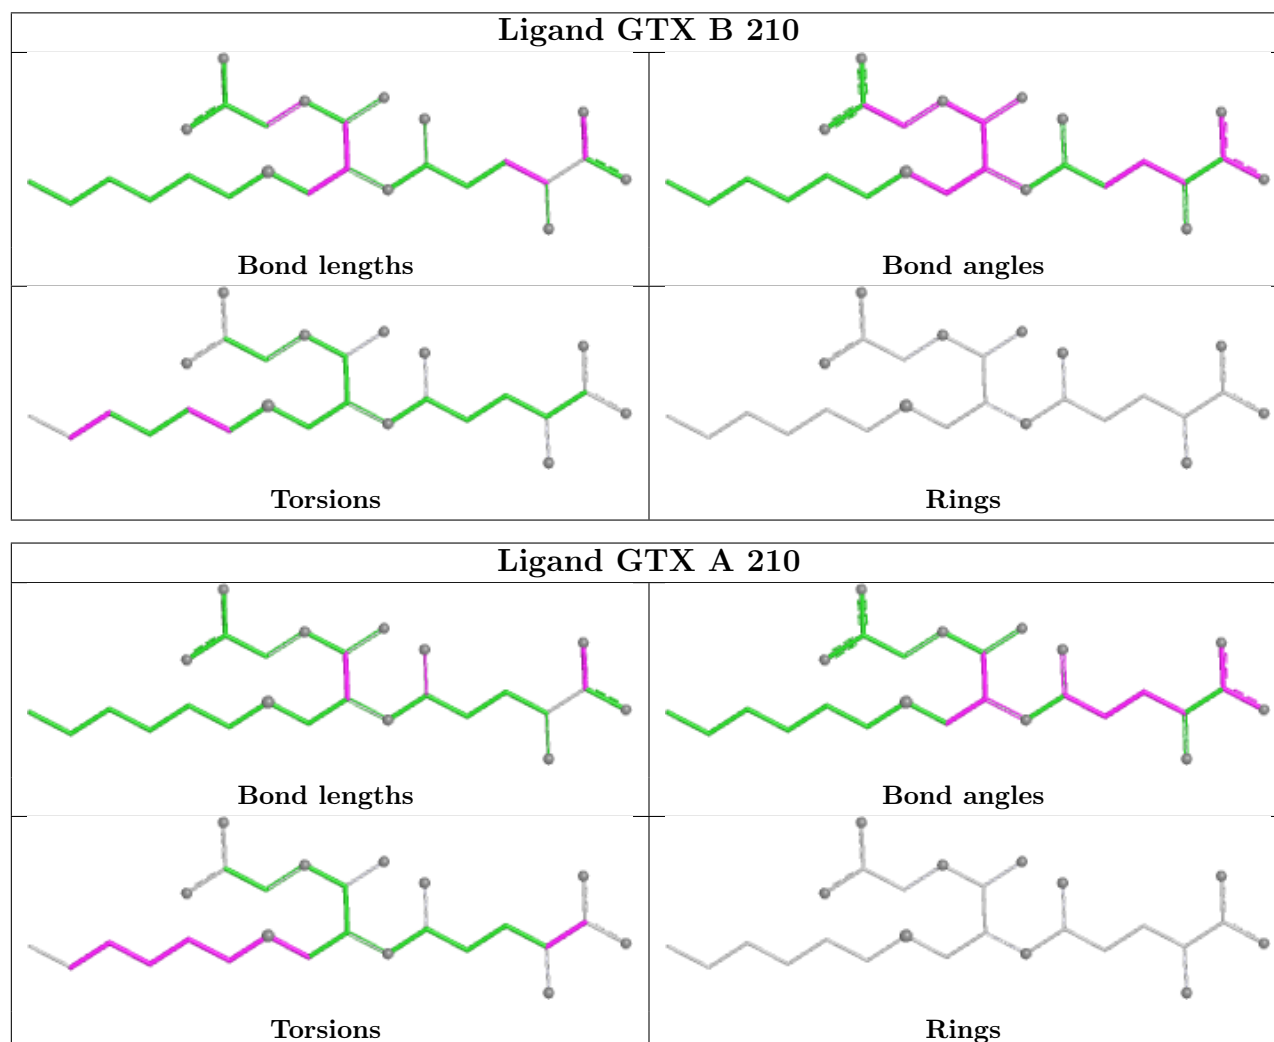 Ligand GTX B 210
Bond lengths Bond angles
Torsions Rings
Ligand GTX A 210
Bond lengths Bond angles
Torsions Rings